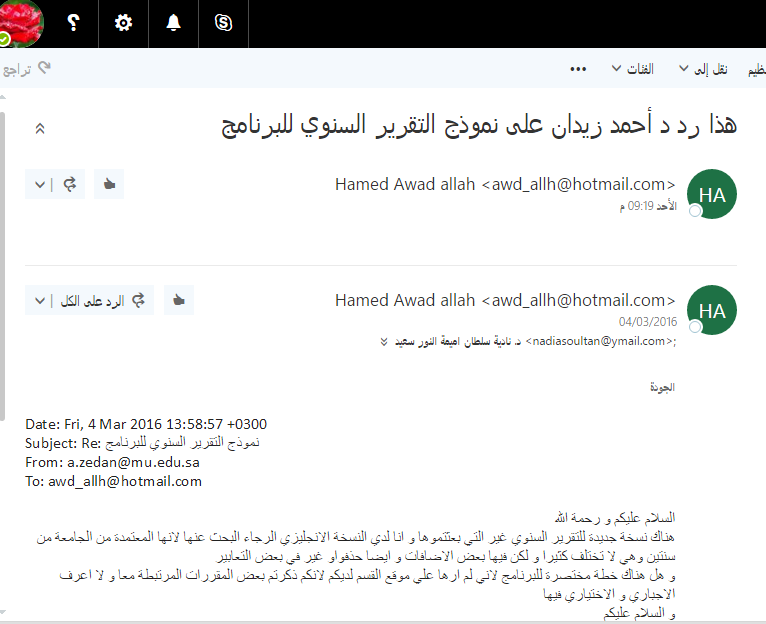 نقل إلى
الفئات
•••
تراجع
هذا رد د أحمد زيدان على نموذج التقرير السنوي للبرنامج
HA
Hamed Awad allah <awd_allh@hotmail.com>
الأحد 09:19 م
HA
Hamed Awad allah <awd_allh@hotmail.com>
الرد على الكل
04/03/2016
د. نادية سلطان اميمة النور سعيد <nadiasoultan@ymail.com>;
الجودة
Date: Fri, 4 Mar 2016 13:58:57 +0300
Subject: Re: نموذج التقرير السنوي للبرنامج
From: a.zedan@mu.edu.sa
To: awd_allh@hotmail.com
السلام عليكم و رحمة الله
هناك نسخة جديدة للتقرير السنوي غير التي بعثتموها و انا لدي النسخة الانجليزي الرجاء البحث عنها لانها المعتمدة من الجامعة من
سنتين وهي لا تختلف كثيرا و لكن فيها بعض الاضافات و ايضا حذفواو غير في بعض التعابير
و هل هناك خطة مختصرة للبرنامج لاني لم ارها علي موقع القسم لديكم لانكم ذكرتم بعض المقررات المرتبطة معا و لا اعرف
الاجباري و الاختياري فيها
و السلام عليكم